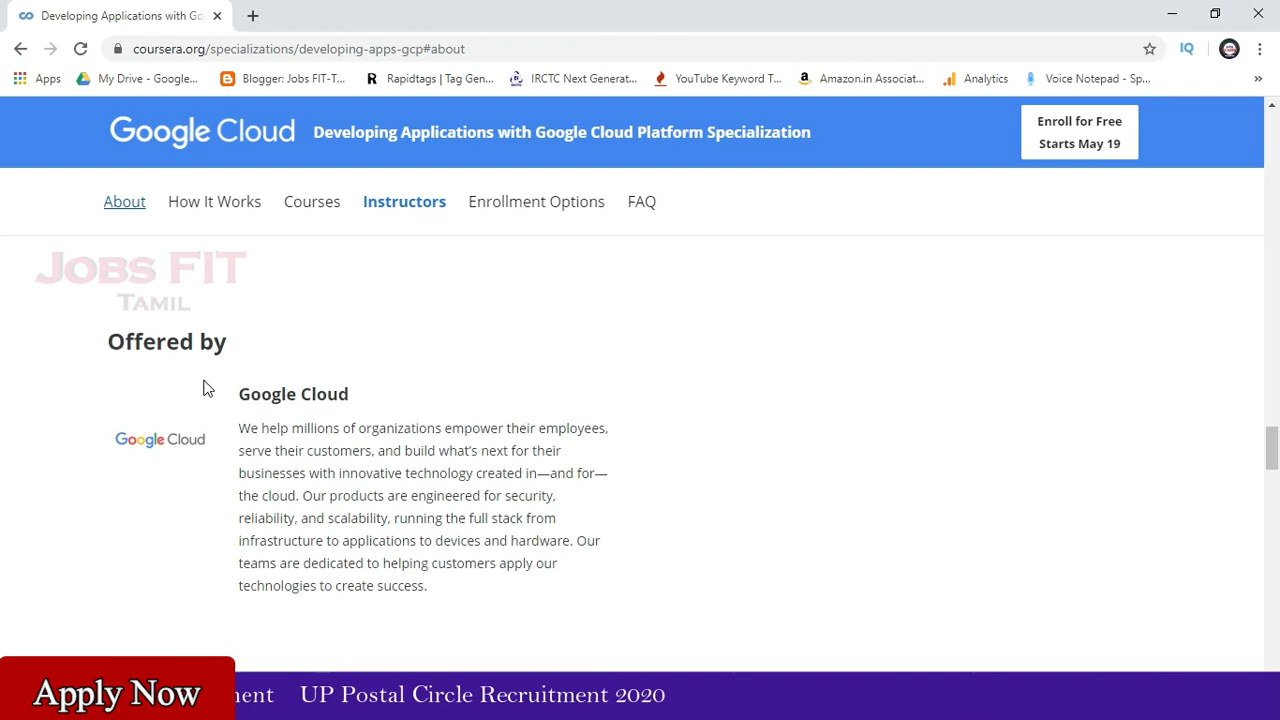 Developing Applications with Go
coursera.org/specializations/developing-apps-gcp#about
IQ
Apps
My Drive - Google...
Blogger: Jobs FIT-T...
Rapidtags | Tag Gen...
IRCTC Next Generat...
YouTube Keyword T...
Amazon.in Associat...
Analytics
Voice Notepad - Sp...
»
Google Cloud
Developing Applications with Google Cloud Platform Specialization
Enroll for Free
Starts May 19
About
How It Works
Courses
Instructors
Enrollment Options
FAQ
JOBS FIT
TAMIL
Offered by
Google Cloud
Google Cloud
We help millions of organizations empower their employees,
serve their customers, and build what's next for their
businesses with innovative technology created in—and for—
the cloud. Our products are engineered for security,
reliability, and scalability, running the full stack from
infrastructure to applications to devices and hardware. Our
teams are dedicated to helping customers apply our
technologies to create success.
Apply Now
ment UP Postal Circle Recruitment 2020